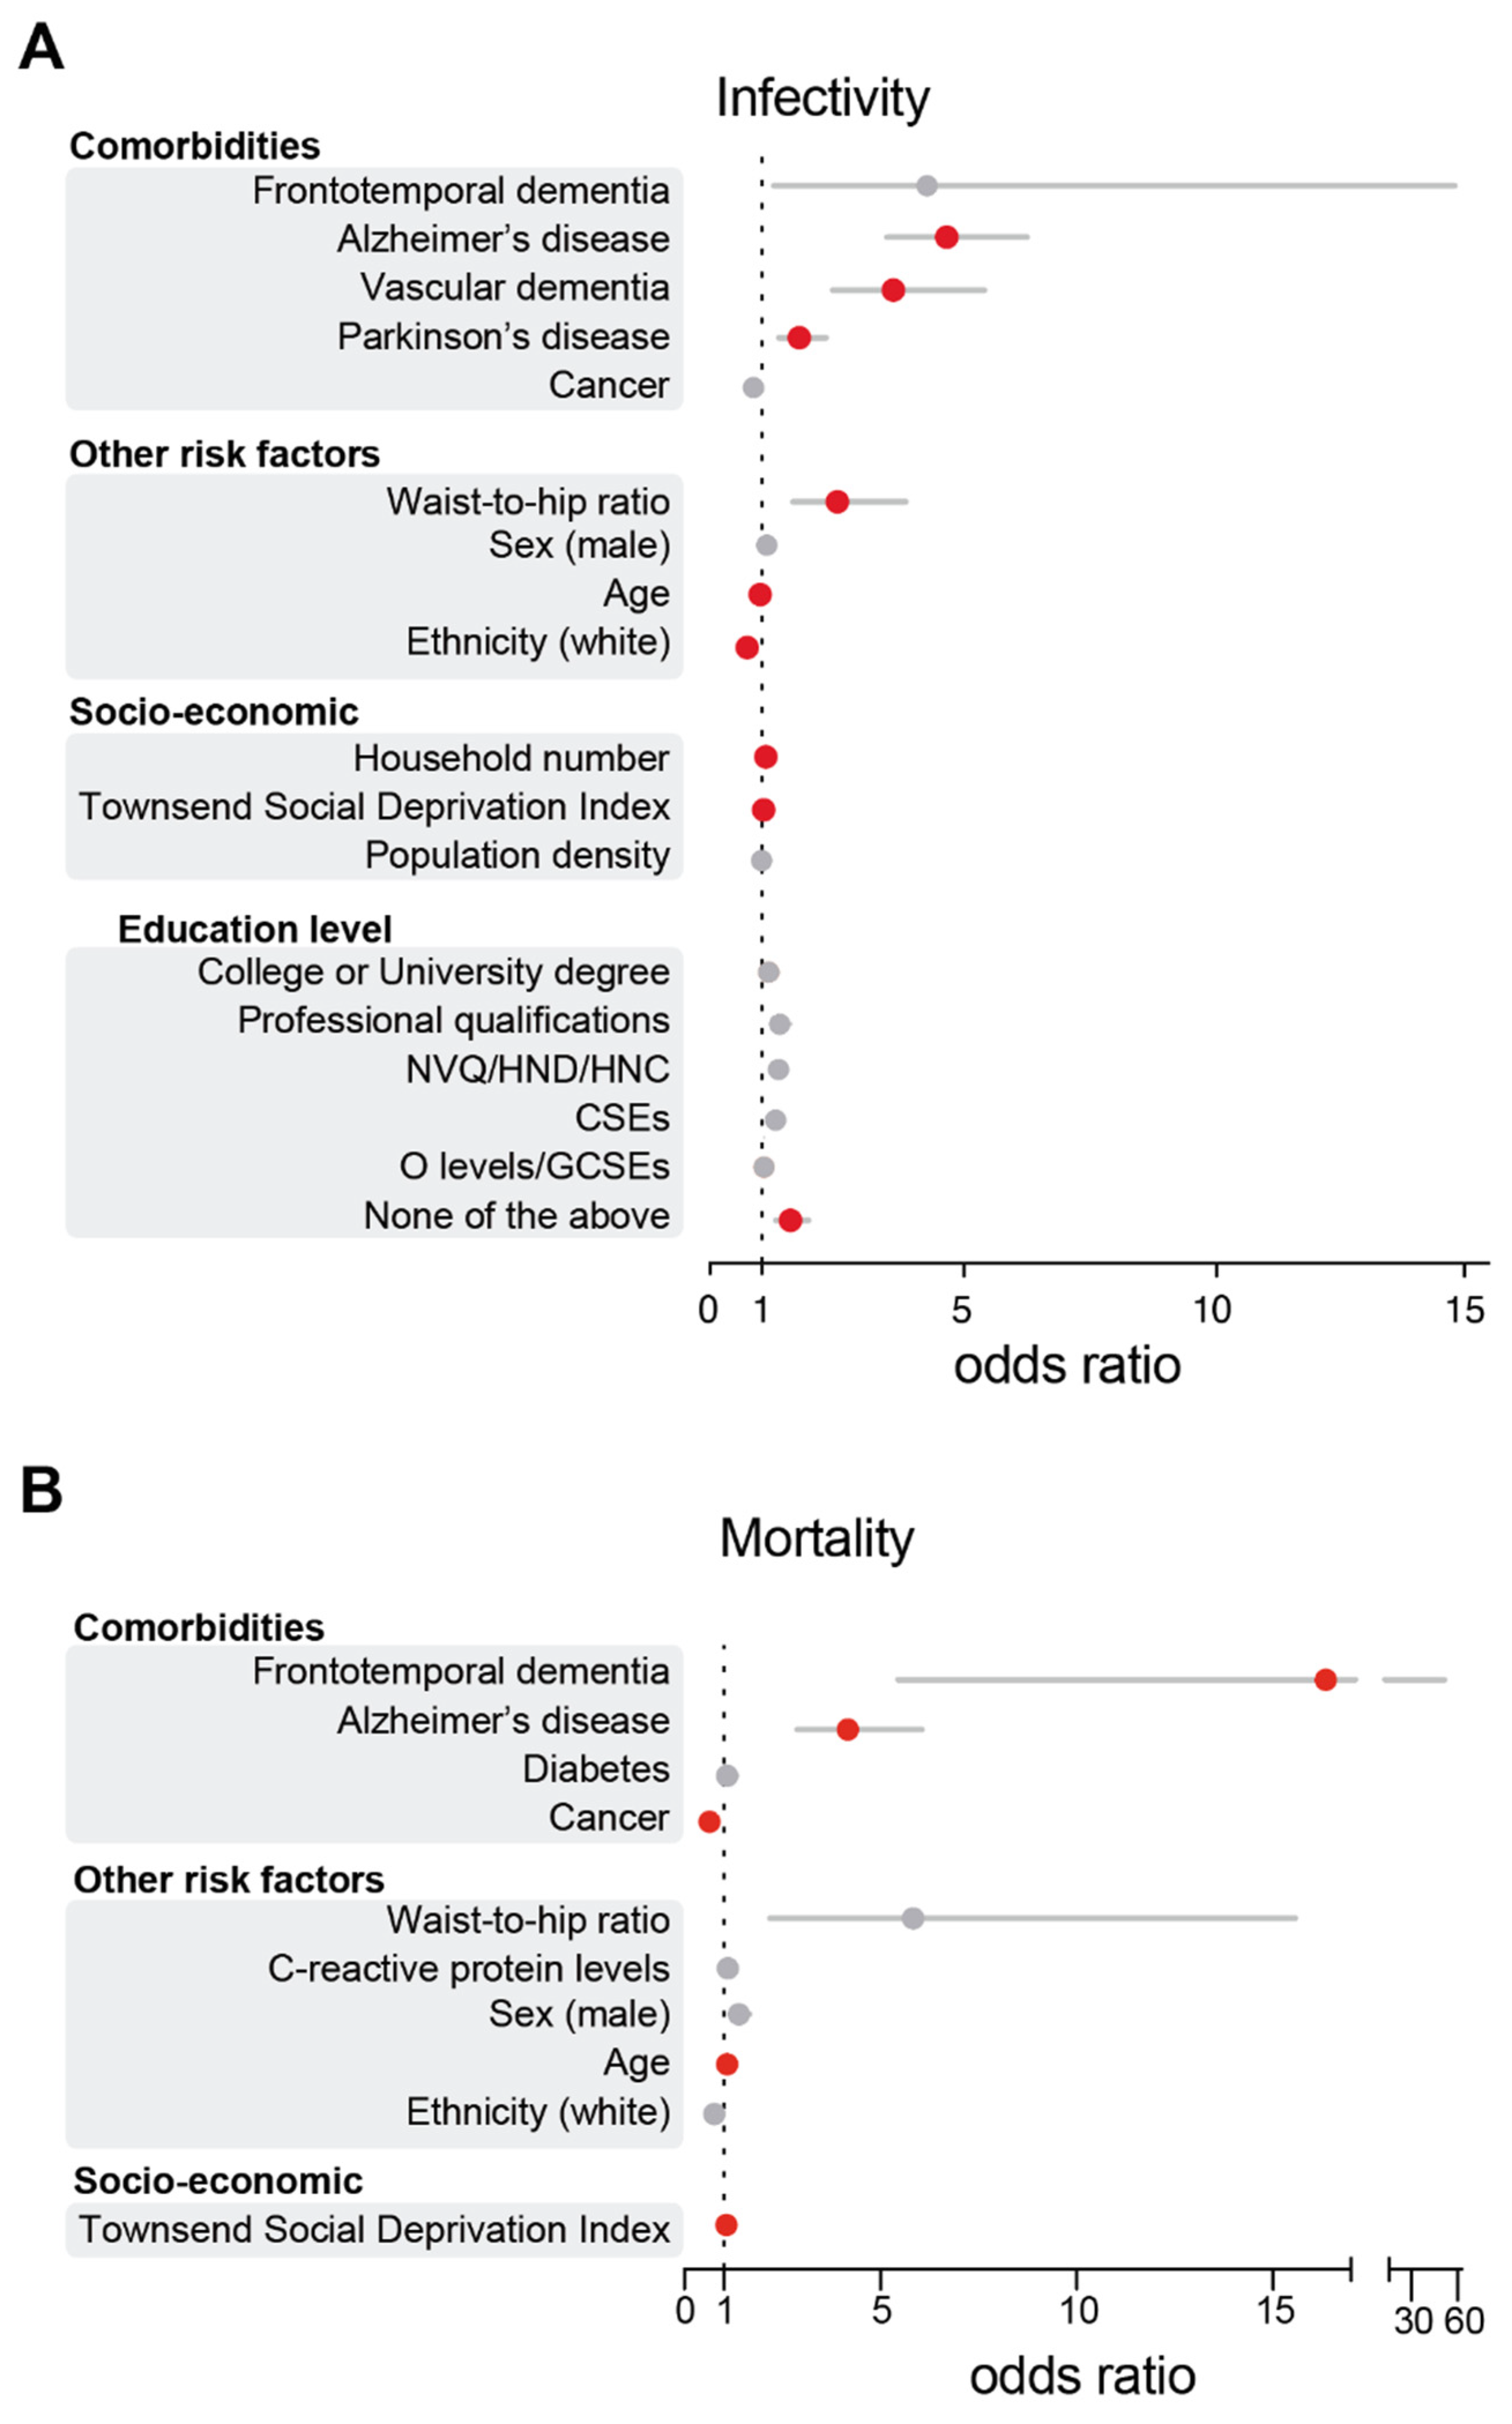 A
Infectivity
Comorbidities
Frontotemporal dementia
Alzheimer’s disease
Vascular dementia
Parkinson’s disease
Cancer
Other risk factors
Waist-to-hip ratio
Sex (male)
Age
Ethnicity (white)
Socio-economic
Household number
Townsend Social Deprivation Index
Population density
Education level
College or University degree
Professional qualifications
NVQ/HND/HNC
CSEs
O levels/GCSEs
None of the above
0 1 5 10 15
odds ratio
B
Mortality
Comorbidities
Frontotemporal dementia
Alzheimer’s disease
Diabetes
Cancer
Other risk factors
Waist-to-hip ratio
C-reactive protein levels
Sex (male)
Age
Ethnicity (white)
Socio-economic
Townsend Social Deprivation Index
0 1 5 10 15 30 60
odds ratio